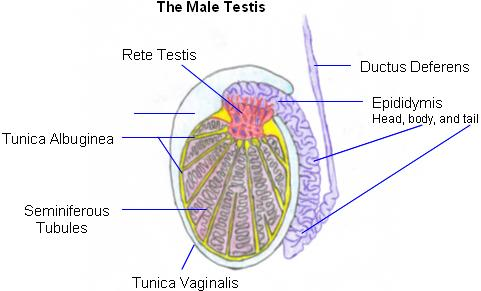 The Male Testis
Rete Testis
Ductus Deferens
Epididymis
Head, body, and tail
Tunica Albuginea
Seminiferous
Tubules
Tunica Vaginalis